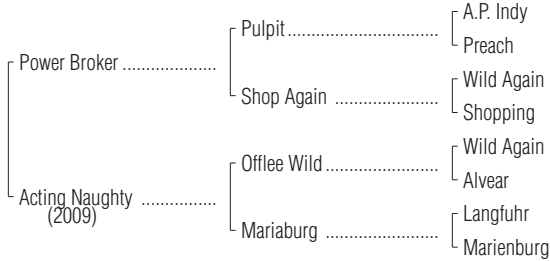 A.P. Indy
Pulpit
Preach
Power Broker
Wild Again
Shop Again
Shopping
Wild Again
Offlee Wild
Alvear
Acting Naughty
(2009)
Langfuhr
Mariaburg
Marienburg